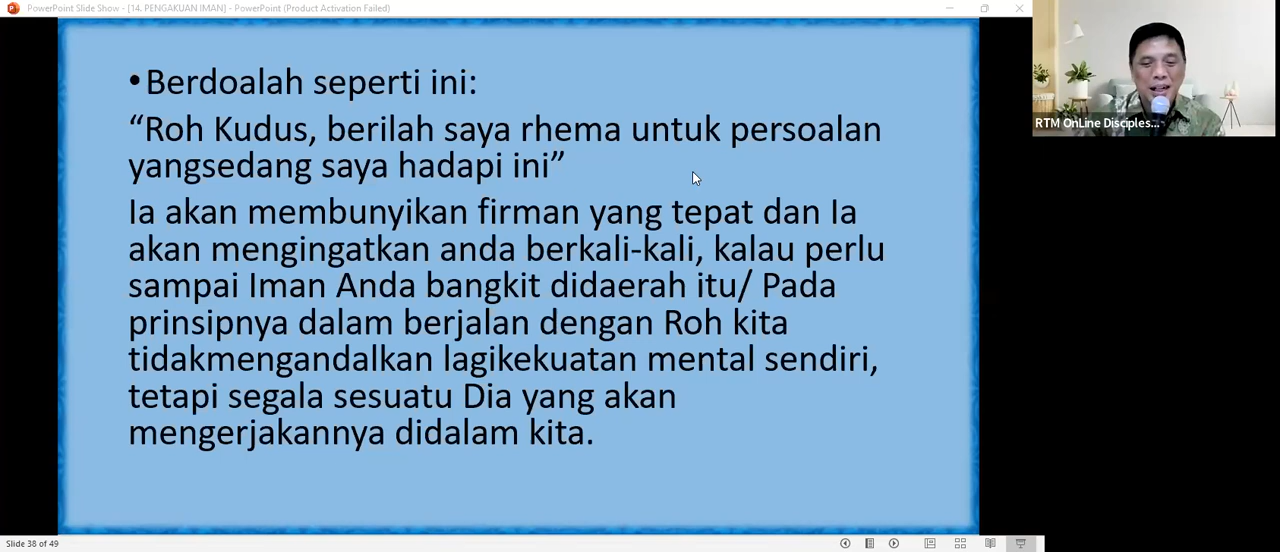 PowerPoint Slide Show - [14. PENGAKUAN IMAN] - PowerPoint (Product Activation Failed)
•Berdoalah seperti ini:
“Roh Kudus, berilah saya rhema untuk persoalan
yangsedang saya hadapi ini”
Ia akan membunyikan firman yang tepat dan Ia
akan mengingatkan anda berkali-kali, kalau perlu
sampai Iman Anda bangkit didaerah itu/ Pada
prinsipnya dalam berjalan dengan Roh kita
tidakmengandalkan lagikekuatan mental sendiri,
tetapi segala sesuatu Dia yang akan
mengerjakannya didalam kita.
RTM OnLine Disciples...
Slide 38 of 49